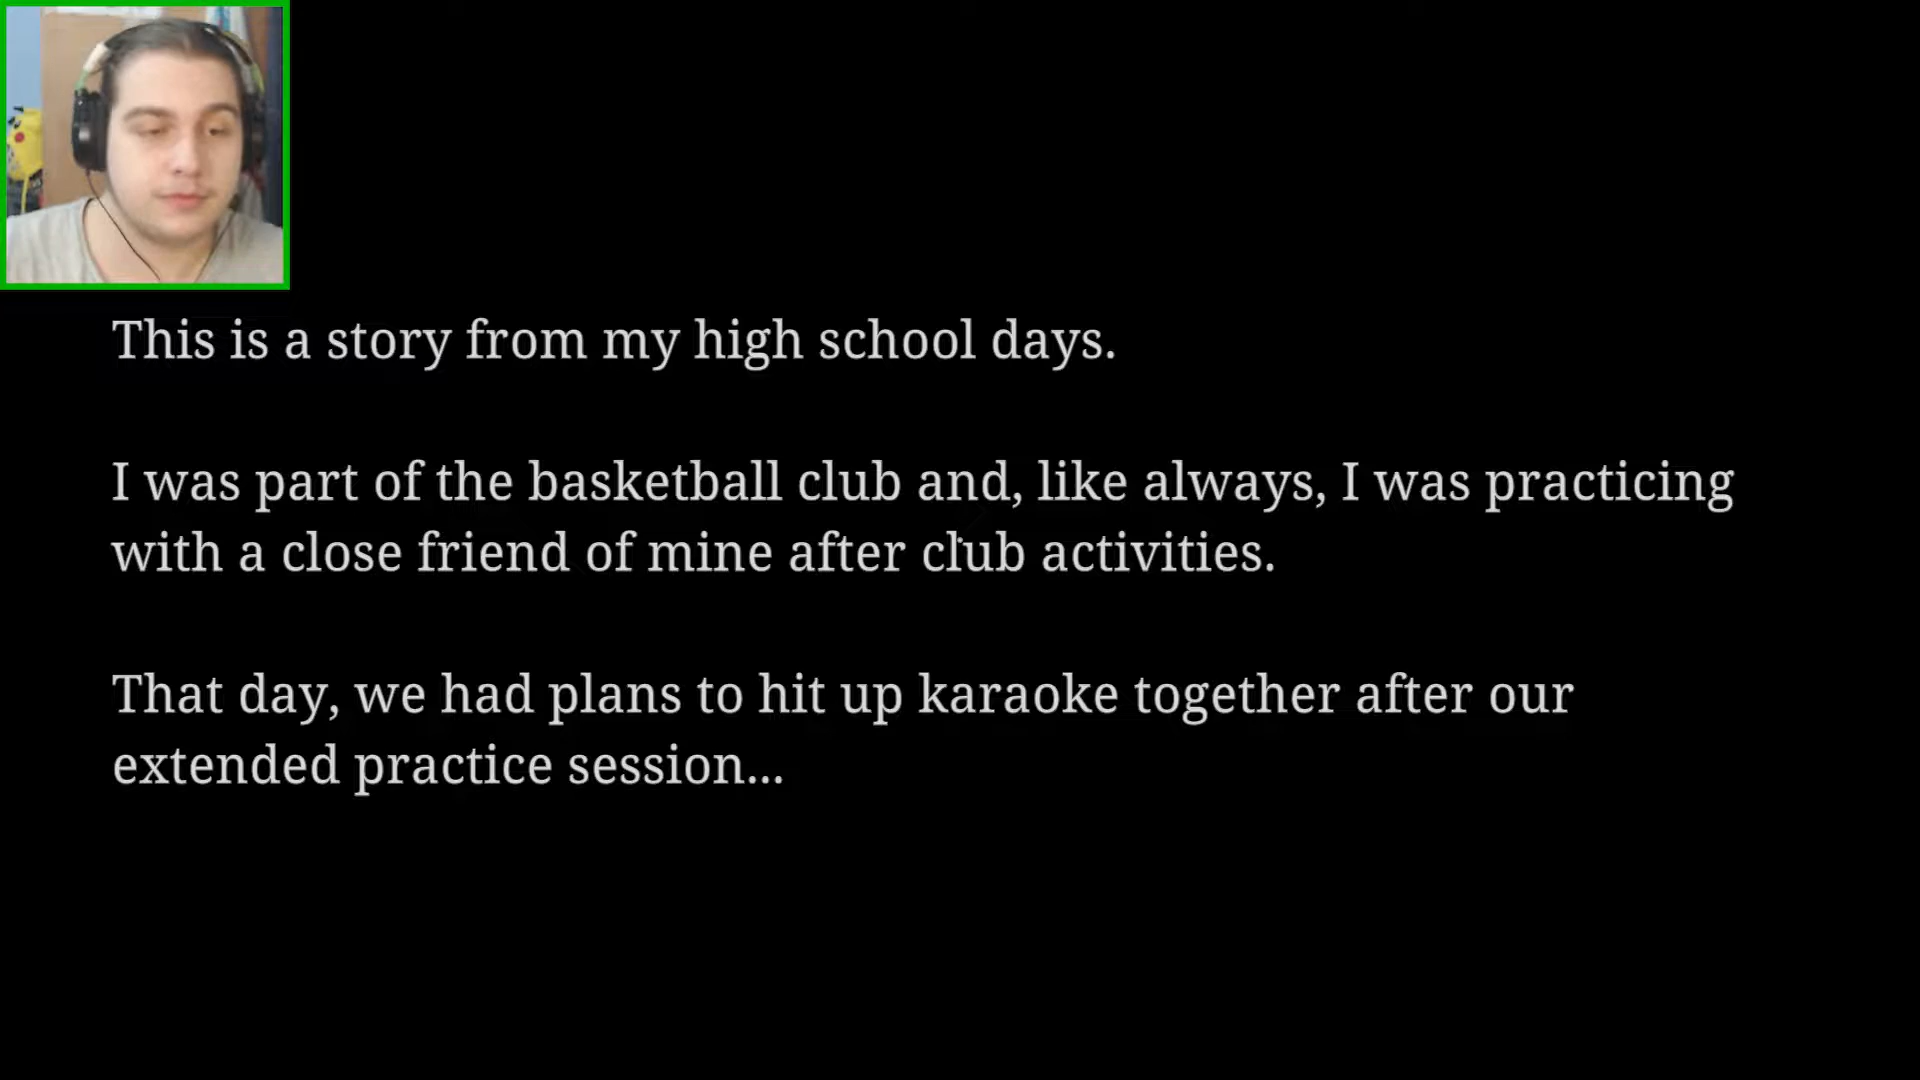 This is a story from my high school days.
I was part of the basketball club and, like always, I was practicing
with a close friend of mine after club activities.
That day, we had plans to hit up karaoke together after our
extended practice session...